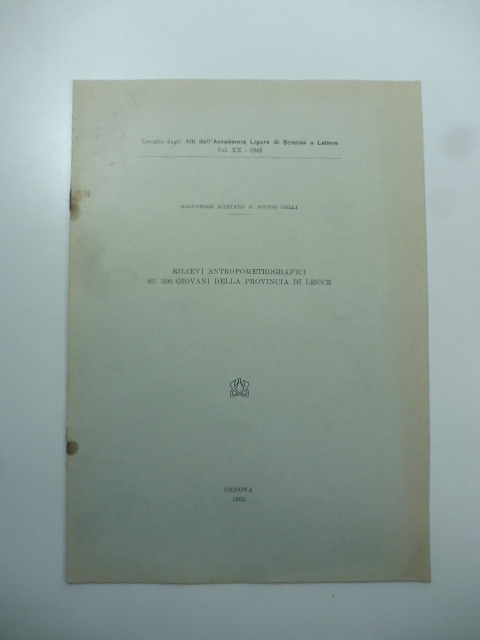 Estratto dagli Atti dell'Accademia Ligure di Scienze e Lettere
Vol. XX - 1963
SALVATORE E
RILIEVI ANTROPOMETROGRAFICI
SU 300 GIOVANI DELLA PROVINCIA DI LECCE
GENOVA